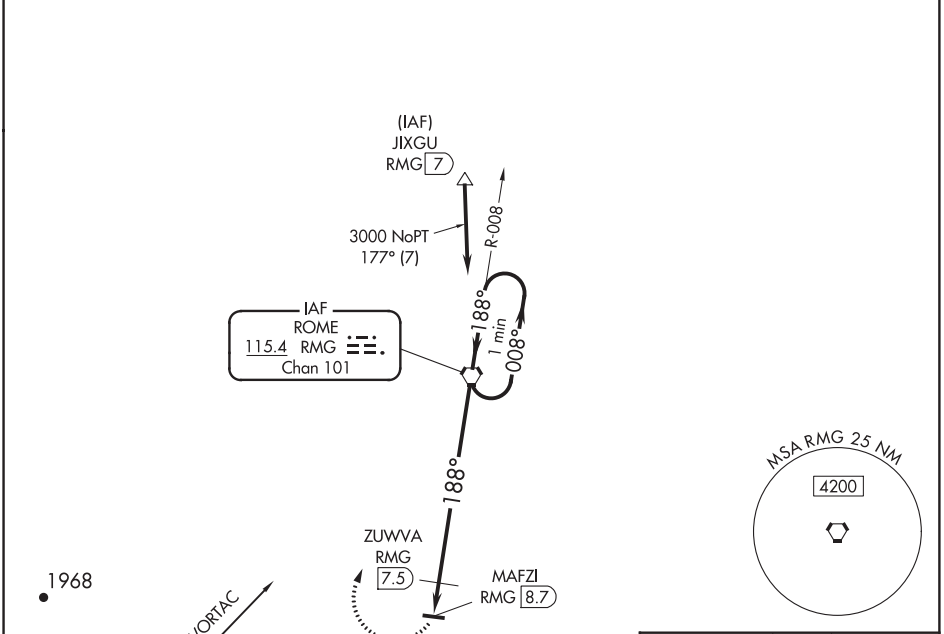 (IAF)
JIXGU
RMG 7
R-008
3000 NoPT
177° (7)
188°
1 min
008°
IAF
ROME
115.4 RMG
Chan 101
188°
MSA RMG 25 NM
4200
ZUWVA
RMG
7.5
MAFZI
RMG 8.7
1968
VORTAC